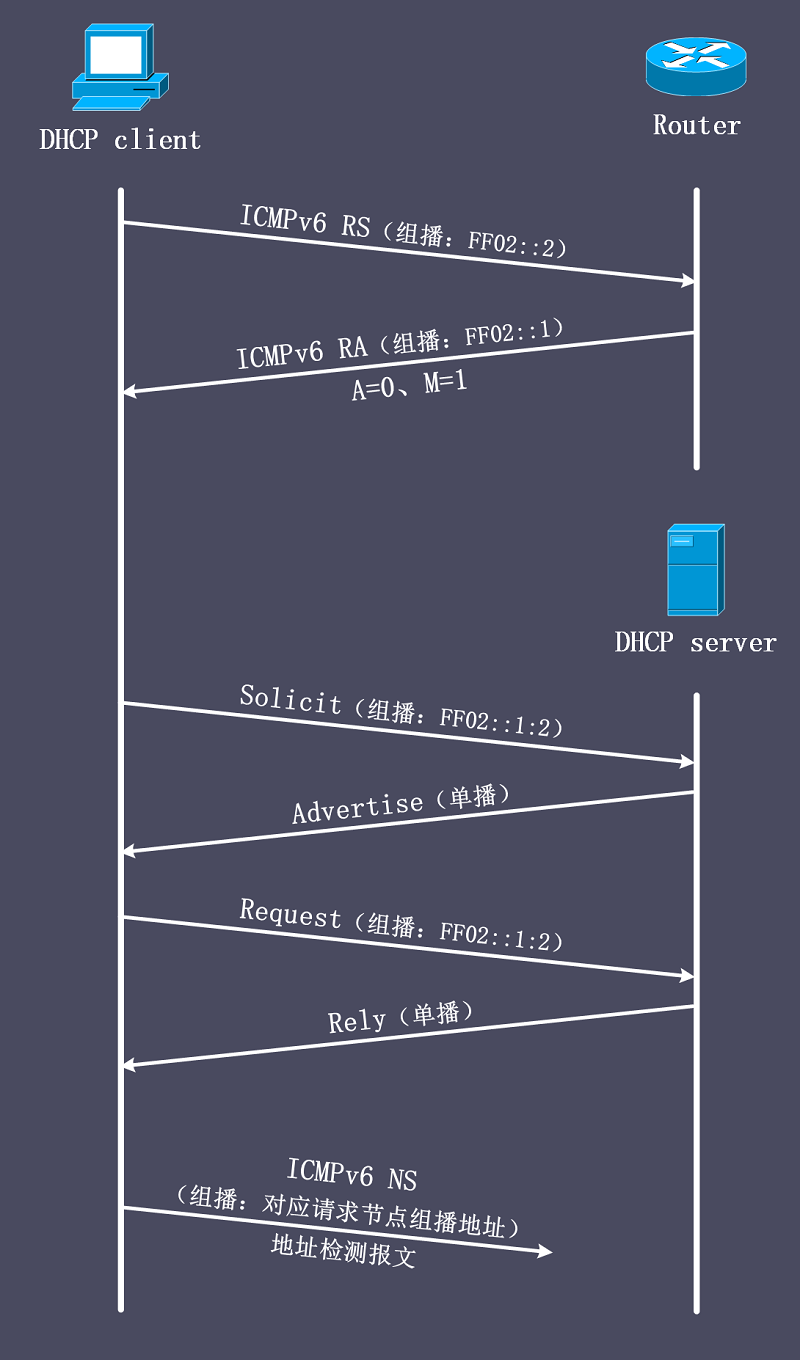 DHCP client
Router
ICMPv6 RS（组播：FF02::2）
ICMPv6 RA（组播：FF02::1）
A=0、M=1
DHCP server
Solicit（组播：FF02::1:2）
Advertise（单播）
Request（组播：FF02::1:2）
Rely（单播）
ICMPv6 NS
（组播：对应请求节点组播地址）
地址检测报文